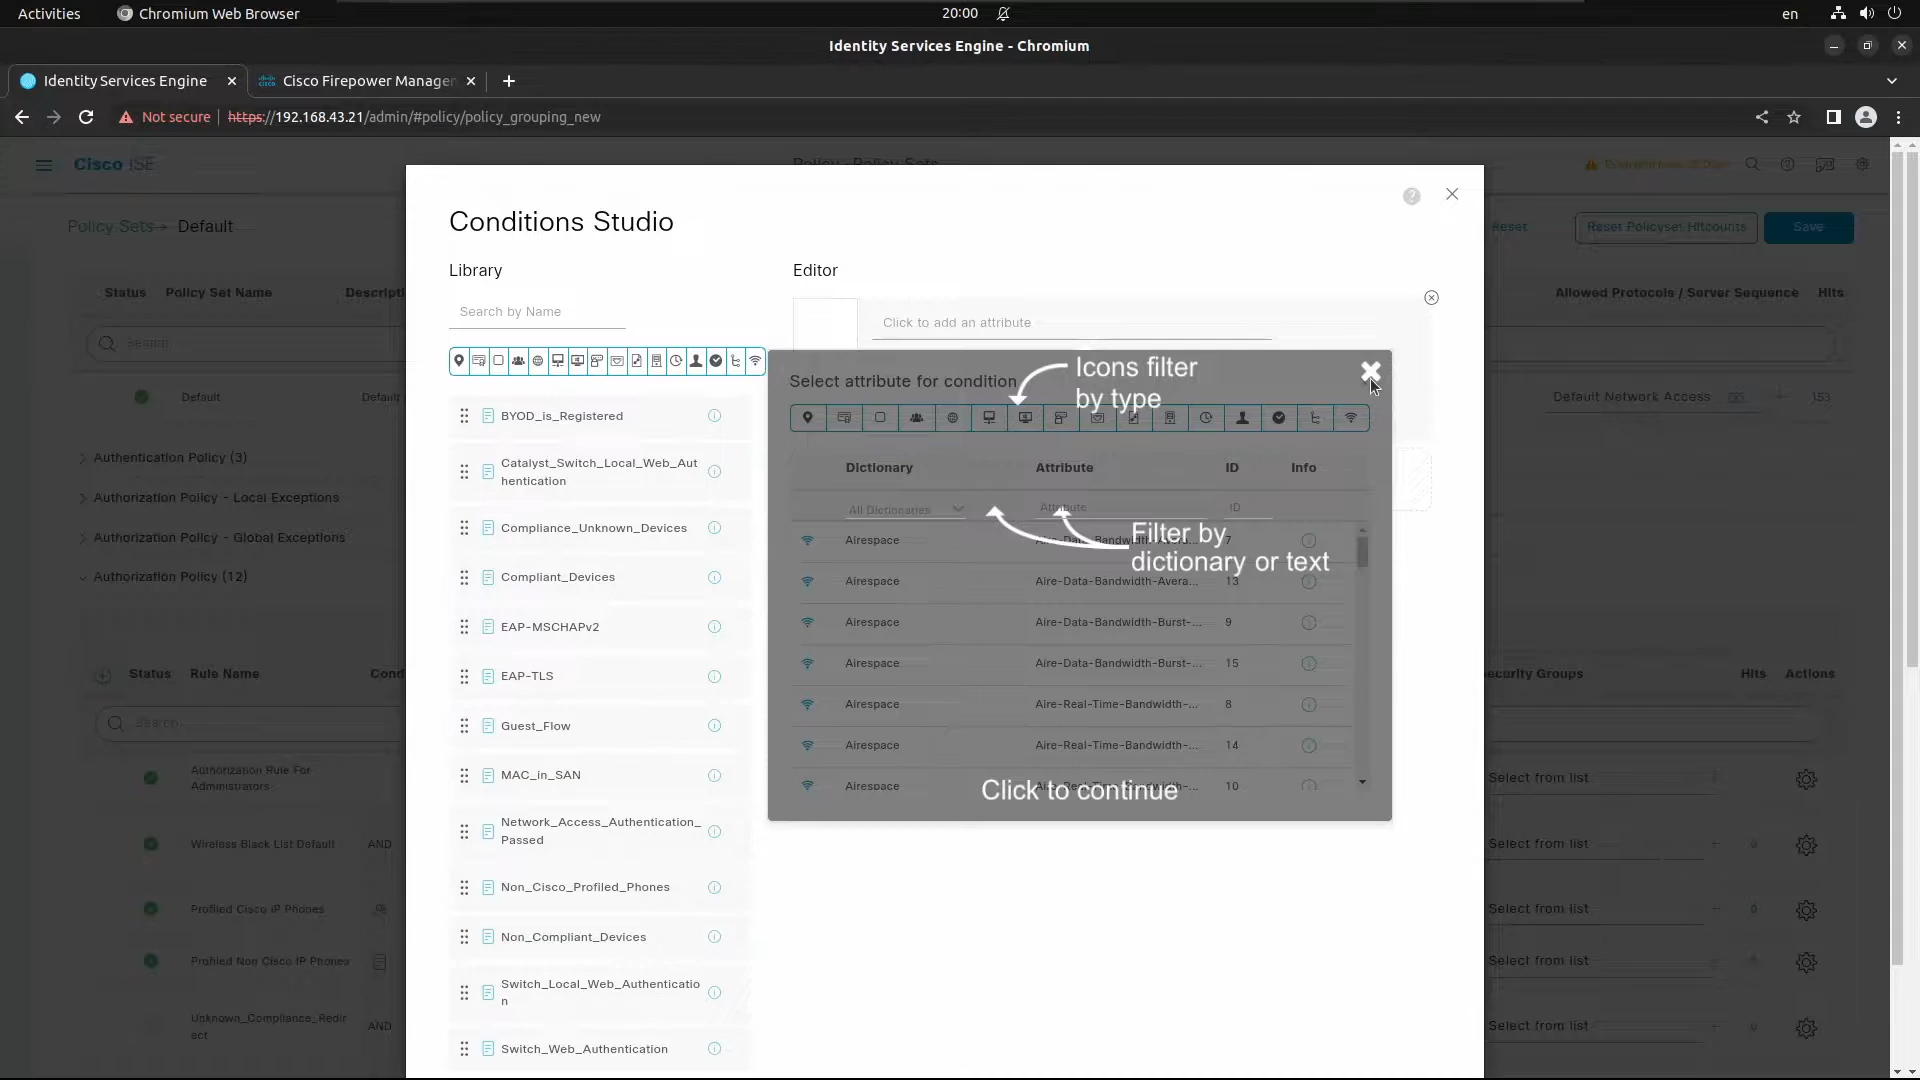 Activities
Chromium Web Browser
20:00
en
Identity Services Engine - Chromium
Identity Services Engine
Cisco Firepower Manager
Not secure
https://192.168.43.21/admin/#policy/policy_grouping_new
Cisco ISE
Policy · Policy Sets
Policy Sets
Default
Reset
Reset Policyset Hitcounts
Save
Status
Policy Set Name
Descripti
Allowed Protocols / Server Sequence
Hits
Search
Default
Default
Default Network Access
153
Authentication Policy (3)
Authorization Policy - Local Exceptions
Authorization Policy - Global Exceptions
Authorization Policy (12)
Status
Rule Name
Cond
ecurity Groups
Hits
Actions
Search
Authorization Rule For
Administrators
Select from list
Wireless Black List Default
AND
Select from list
0
Profiled Cisco IP Phones
Select from list
0
Profiled Non Cisco IP Phones
Select from list
Unknown_Compliance_Redir
ect
AND
Select from list
0
Conditions Studio
Library
Search by Name
BYOD_is_Registered
Catalyst_Switch_Local_Web_Aut
hentication
Compliance_Unknown_Devices
Compliant_Devices
EAP-MSCHAPv2
EAP-TLS
Guest_Flow
MAC_in_SAN
Network_Access_Authentication_
Passed
Non_Cisco_Profiled_Phones
Non_Compliant_Devices
Switch_Local_Web_Authenticatio
n
Switch_Web_Authentication
Editor
Click to add an attribute
Select attribute for condition
Icons filter
by type
Dictionary
Attribute
ID
Info
All Dictionaries
Attribute
ID
Filter by
dictionary or text
Airespace
7
Airespace
Aire-Data-Bandwidth-Avera...
13
Airespace
Aire-Data-Bandwidth-Burst-...
9
Airespace
Aire-Data-Bandwidth-Burst-...
15
Airespace
Aire-Real-Time-Bandwidth-...
8
Airespace
Aire-Real-Time-Bandwidth-...
14
Airespace
10
Click to continue